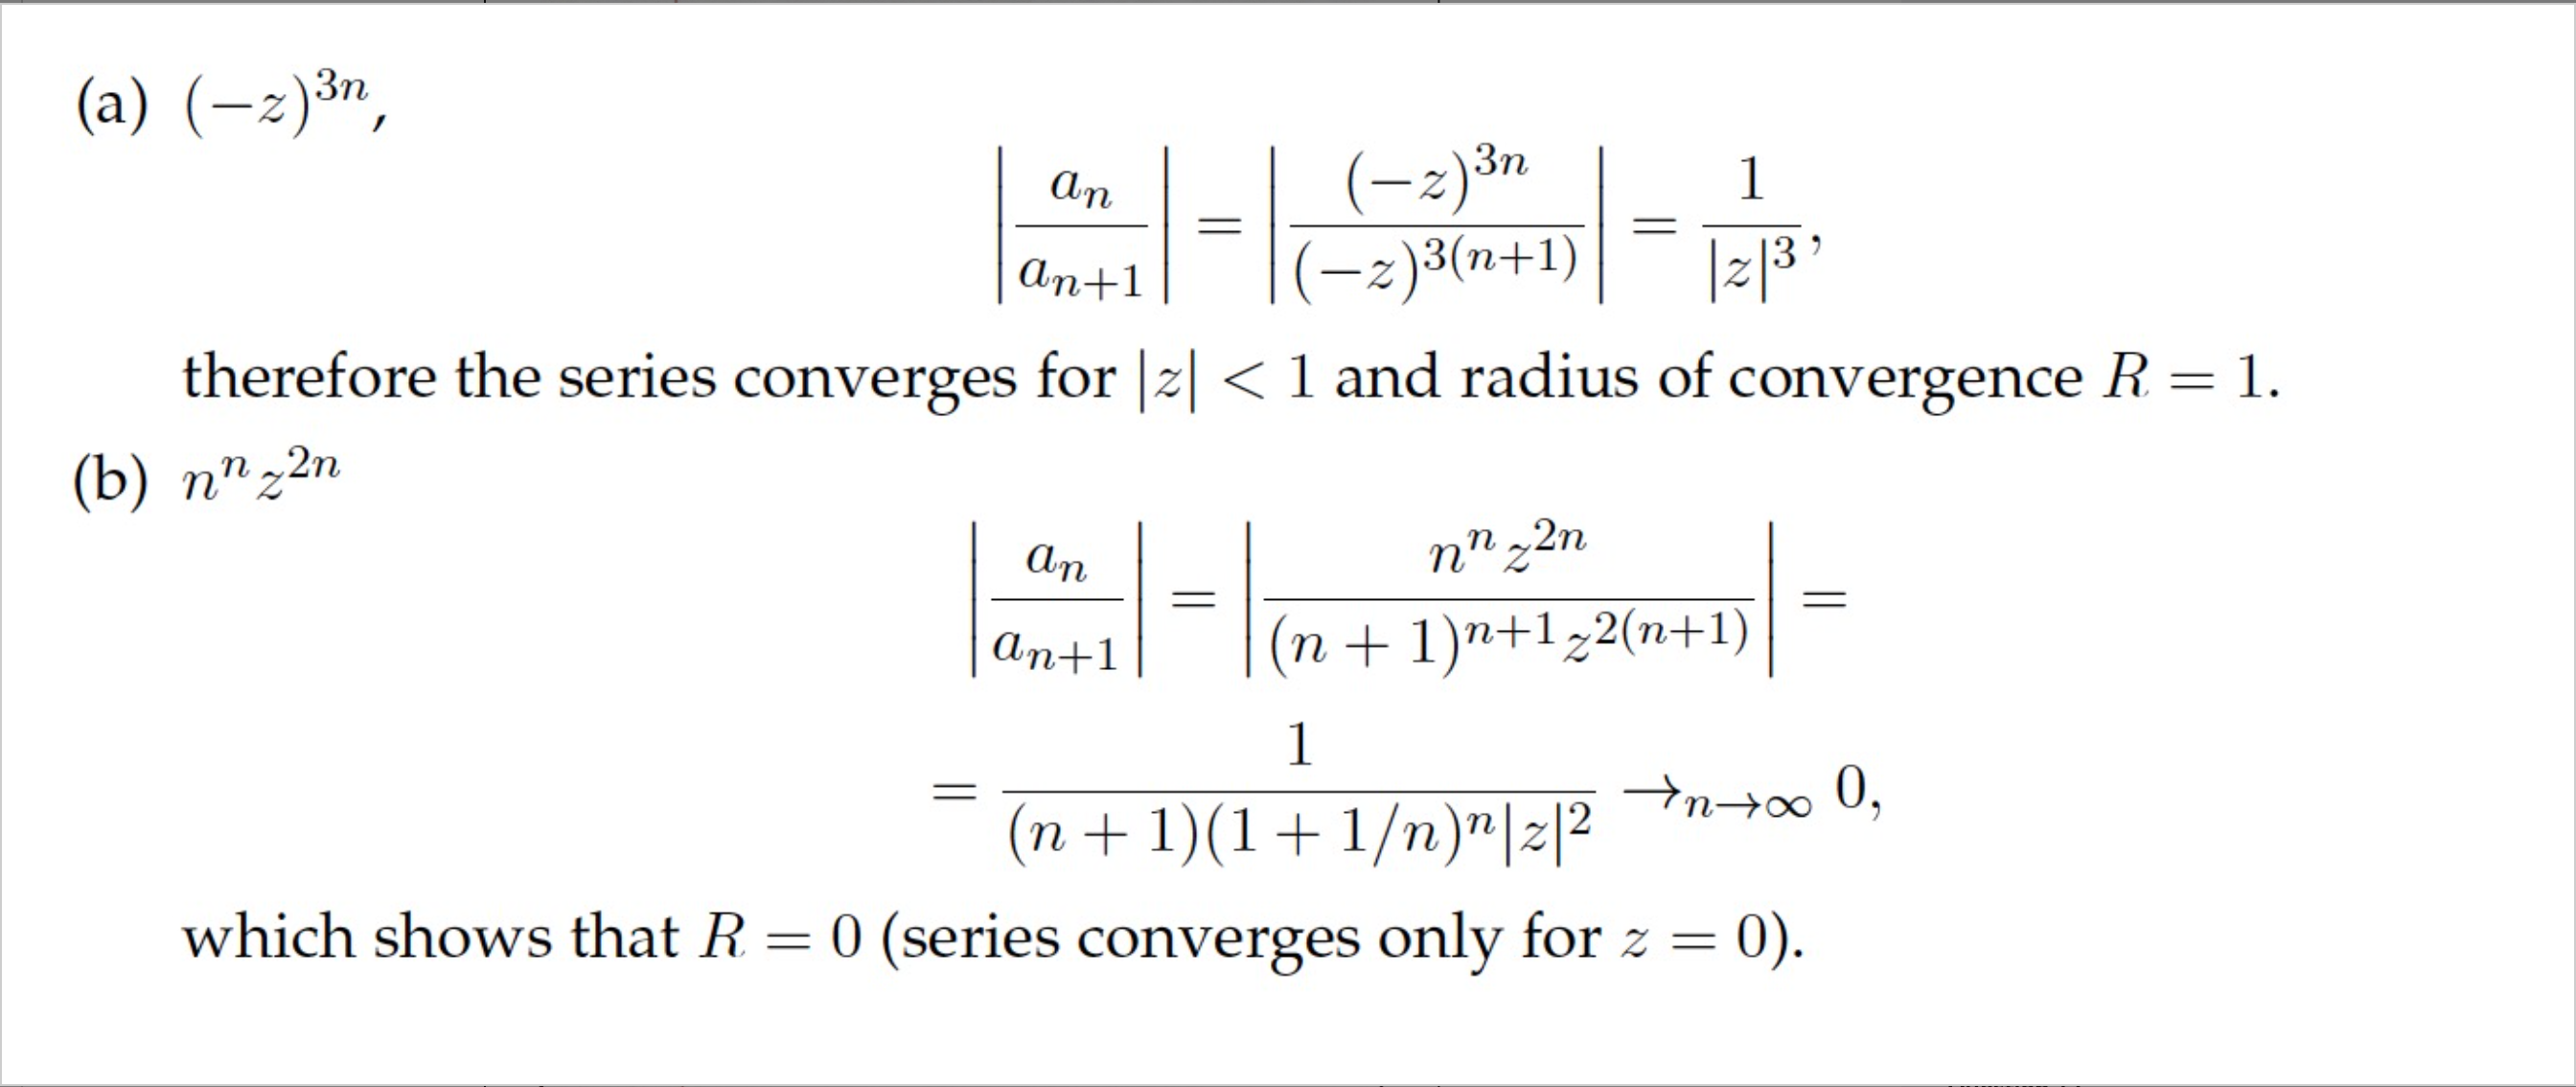 (a) $(-z)^{3n}$,
$\left|\frac{a_n}{a_{n+1}}\right| = \left|\frac{(-z)^{3n}}{(-z)^{3(n+1)}}\right| = \frac{1}{|z|^3},$
therefore the series converges for $|z| < 1$ and radius of convergence $R = 1$.
(b) $n^n z^{2n}$
$\left|\frac{a_n}{a_{n+1}}\right| = \left|\frac{n^n z^{2n}}{(n+1)^{n+1} z^{2(n+1)}}\right| =$
$= \frac{1}{(n+1)(1+1/n)^n |z|^2} \to_{n\to\infty} 0,$
which shows that $R = 0$ (series converges only for $z = 0$).